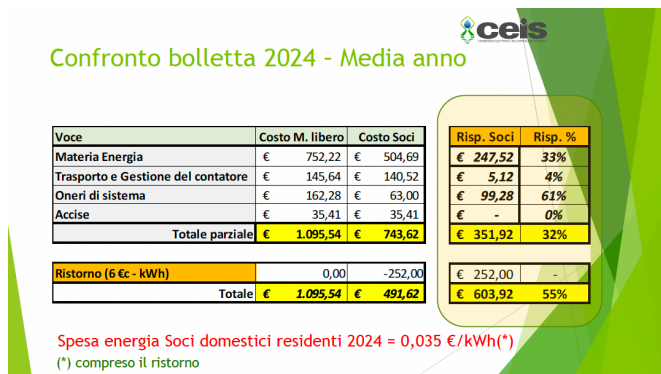 ceis
Confronto bolletta 2024 – Media anno
Voce Costo M. libero Costo Soci Risp. Soci Risp. %
Materia Energia € 752,22 € 504,69 € 247,52 33%
Trasporto e Gestione del contatore € 145,64 € 140,52 € 5,12 4%
Oneri di sistema € 162,28 € 63,00 € 99,28 61%
Accise € 35,41 € 35,41 € - 0%
Totale parziale € 1.095,54 € 743,62 € 351,92 32%
Ristorno (6 €c - kWh) 0,00 -252,00 € 252,00 -
Totale € 1.095,54 € 491,62 € 603,92 55%
Spesa energia Soci domestici residenti 2024 = 0,035 €/kWh(*)
(*) compreso il ristorno